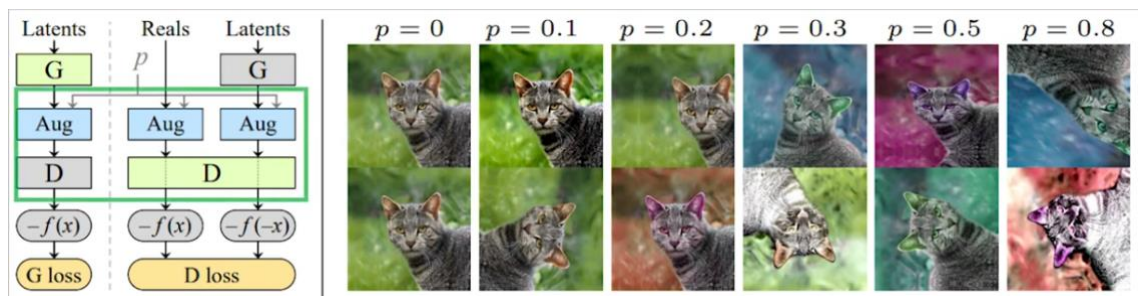 Latents Reals Latents
p
G G
Aug Aug Aug
D D
−f(x) −f(x) −f(−x)
G loss D loss
p = 0 p = 0.1 p = 0.2 p = 0.3 p = 0.5 p = 0.8